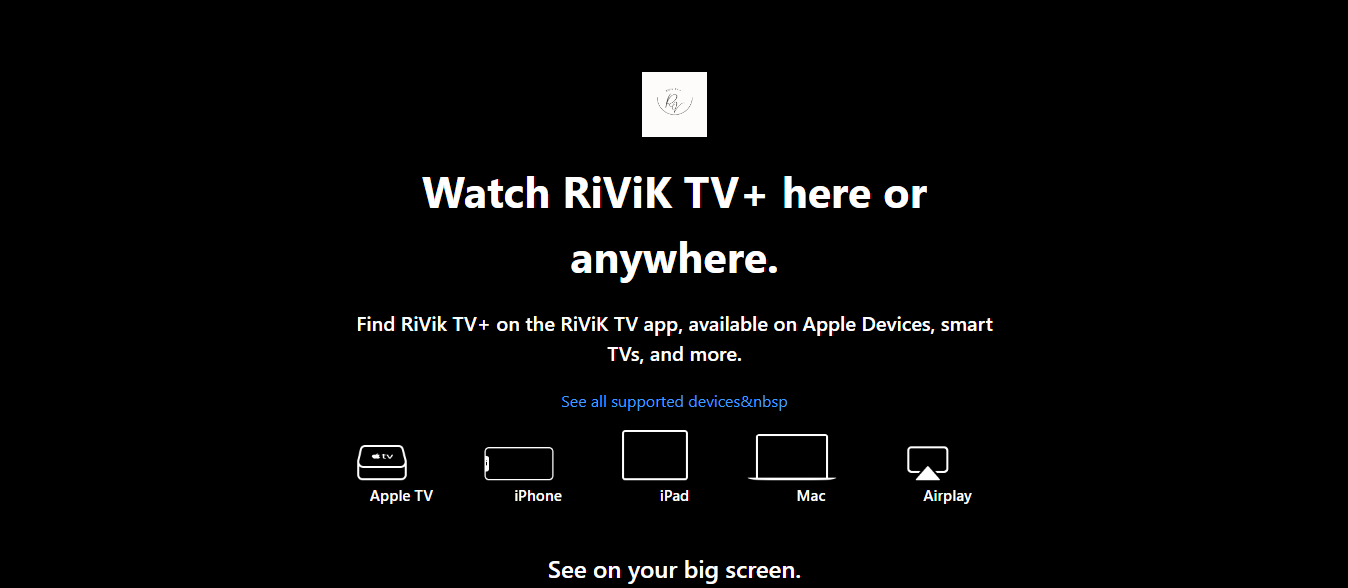 Watch RiViK TV+ here or
anywhere.
Find RiVik TV+ on the RiViK TV app, available on Apple Devices, smart
TVs, and more.
See all supported devices&nbsp
tv
Apple TV
iPhone
iPad
Mac
Airplay
See on your big screen.